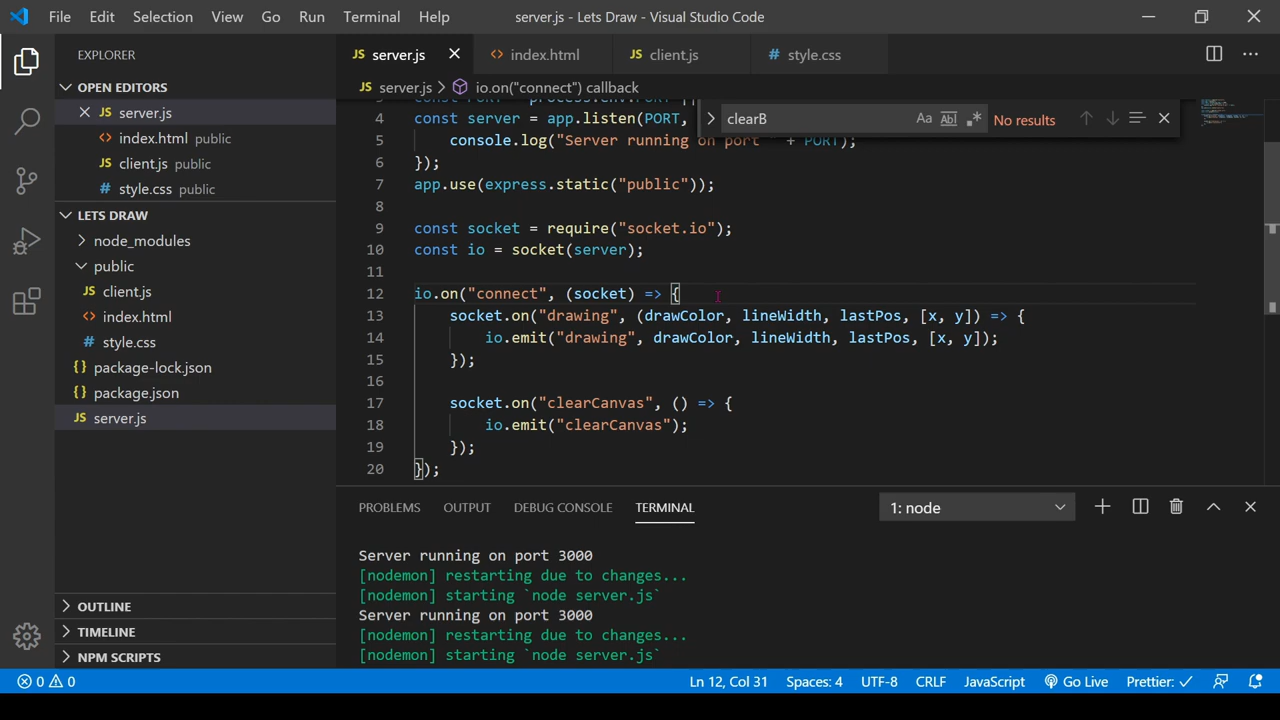 File Edit Selection View Go Run Terminal Help server.js - Lets Draw - Visual Studio Code
EXPLORER
OPEN EDITORS
server.js
index.html public
client.js public
style.css public
LETS DRAW
node_modules
public
client.js
index.html
style.css
package-lock.json
package.json
server.js
OUTLINE
TIMELINE
NPM SCRIPTS
server.js index.html client.js style.css
server.js > io.on("connect") callback
clearB Aa Ab No results
4 const server = app.listen(PORT,
5 console.log("Server running on port " + PORT);
6 });
7 app.use(express.static("public"));
8
9 const socket = require("socket.io");
10 const io = socket(server);
11
12 io.on("connect", (socket) => {
13 socket.on("drawing", (drawColor, lineWidth, lastPos, [x, y]) => {
14 io.emit("drawing", drawColor, lineWidth, lastPos, [x, y]);
15 });
16
17 socket.on("clearCanvas", () => {
18 io.emit("clearCanvas");
19 });
20 });
PROBLEMS OUTPUT DEBUG CONSOLE TERMINAL 1: node
Server running on port 3000
[nodemon] restarting due to changes...
[nodemon] starting `node server.js`
Server running on port 3000
[nodemon] restarting due to changes...
[nodemon] starting `node server.js`
0 0 Ln 12, Col 31 Spaces: 4 UTF-8 CRLF JavaScript Go Live Prettier: ✓